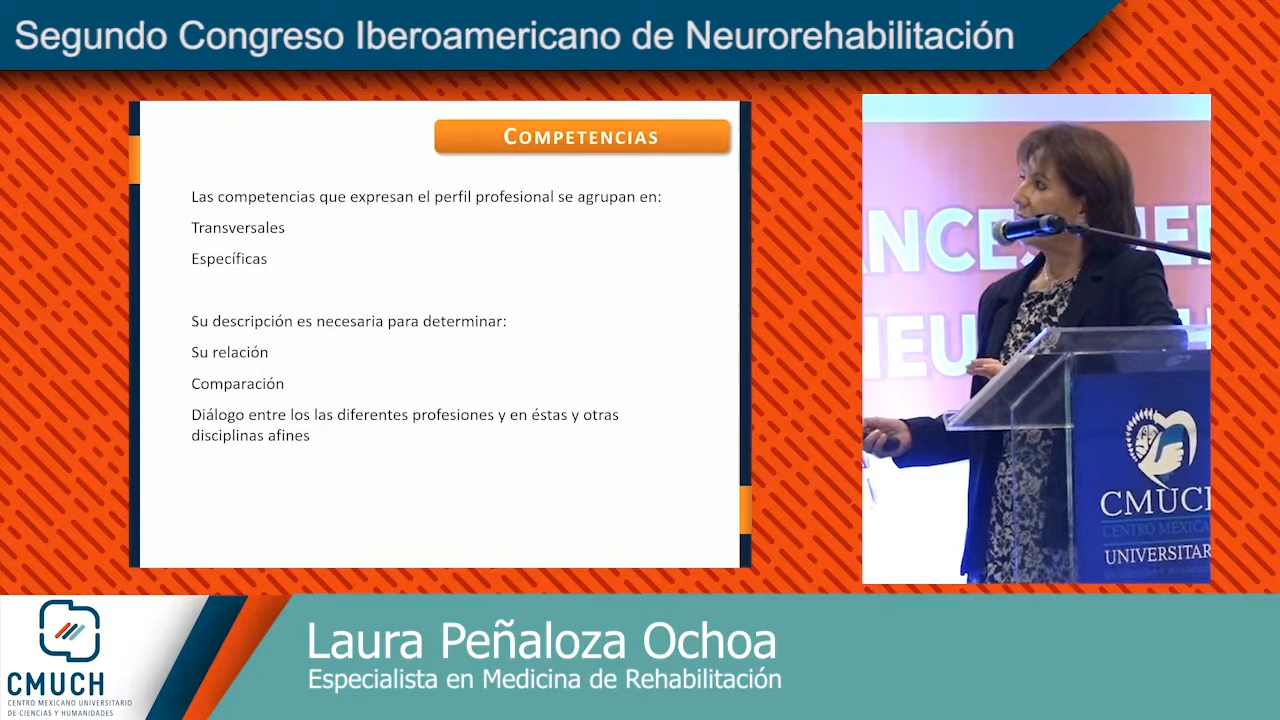 Segundo Congreso Iberoamericano de Neurorehabilitación
COMPETENCIAS
Las competencias que expresan el perfil profesional se agrupan en:
Transversales
Específicas
Su descripción es necesaria para determinar:
Su relación
Comparación
Diálogo entre los las diferentes profesiones y en éstas y otras
disciplinas afines
CMUCH
CENTRO MEXICA
UNIVERSITAR
Laura Peñaloza Ochoa
Especialista en Medicina de Rehabilitación
CMUCH
CENTRO MEXICANO UNIVERSITARIO
DE CIENCIAS Y HUMANIDADES